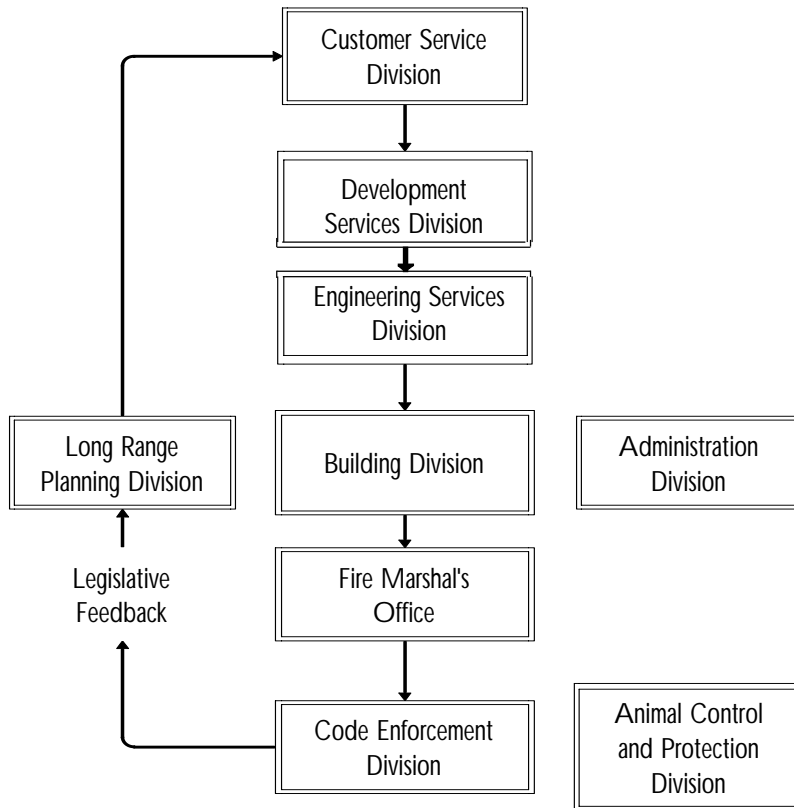 Customer Service
Division
Development
Services Division
Engineering Services
Division
Long Range
Planning Division
Building Division
Administration
Division
Legislative
Feedback
Fire Marshal's
Office
Code Enforcement
Division
Animal Control
and Protection
Division